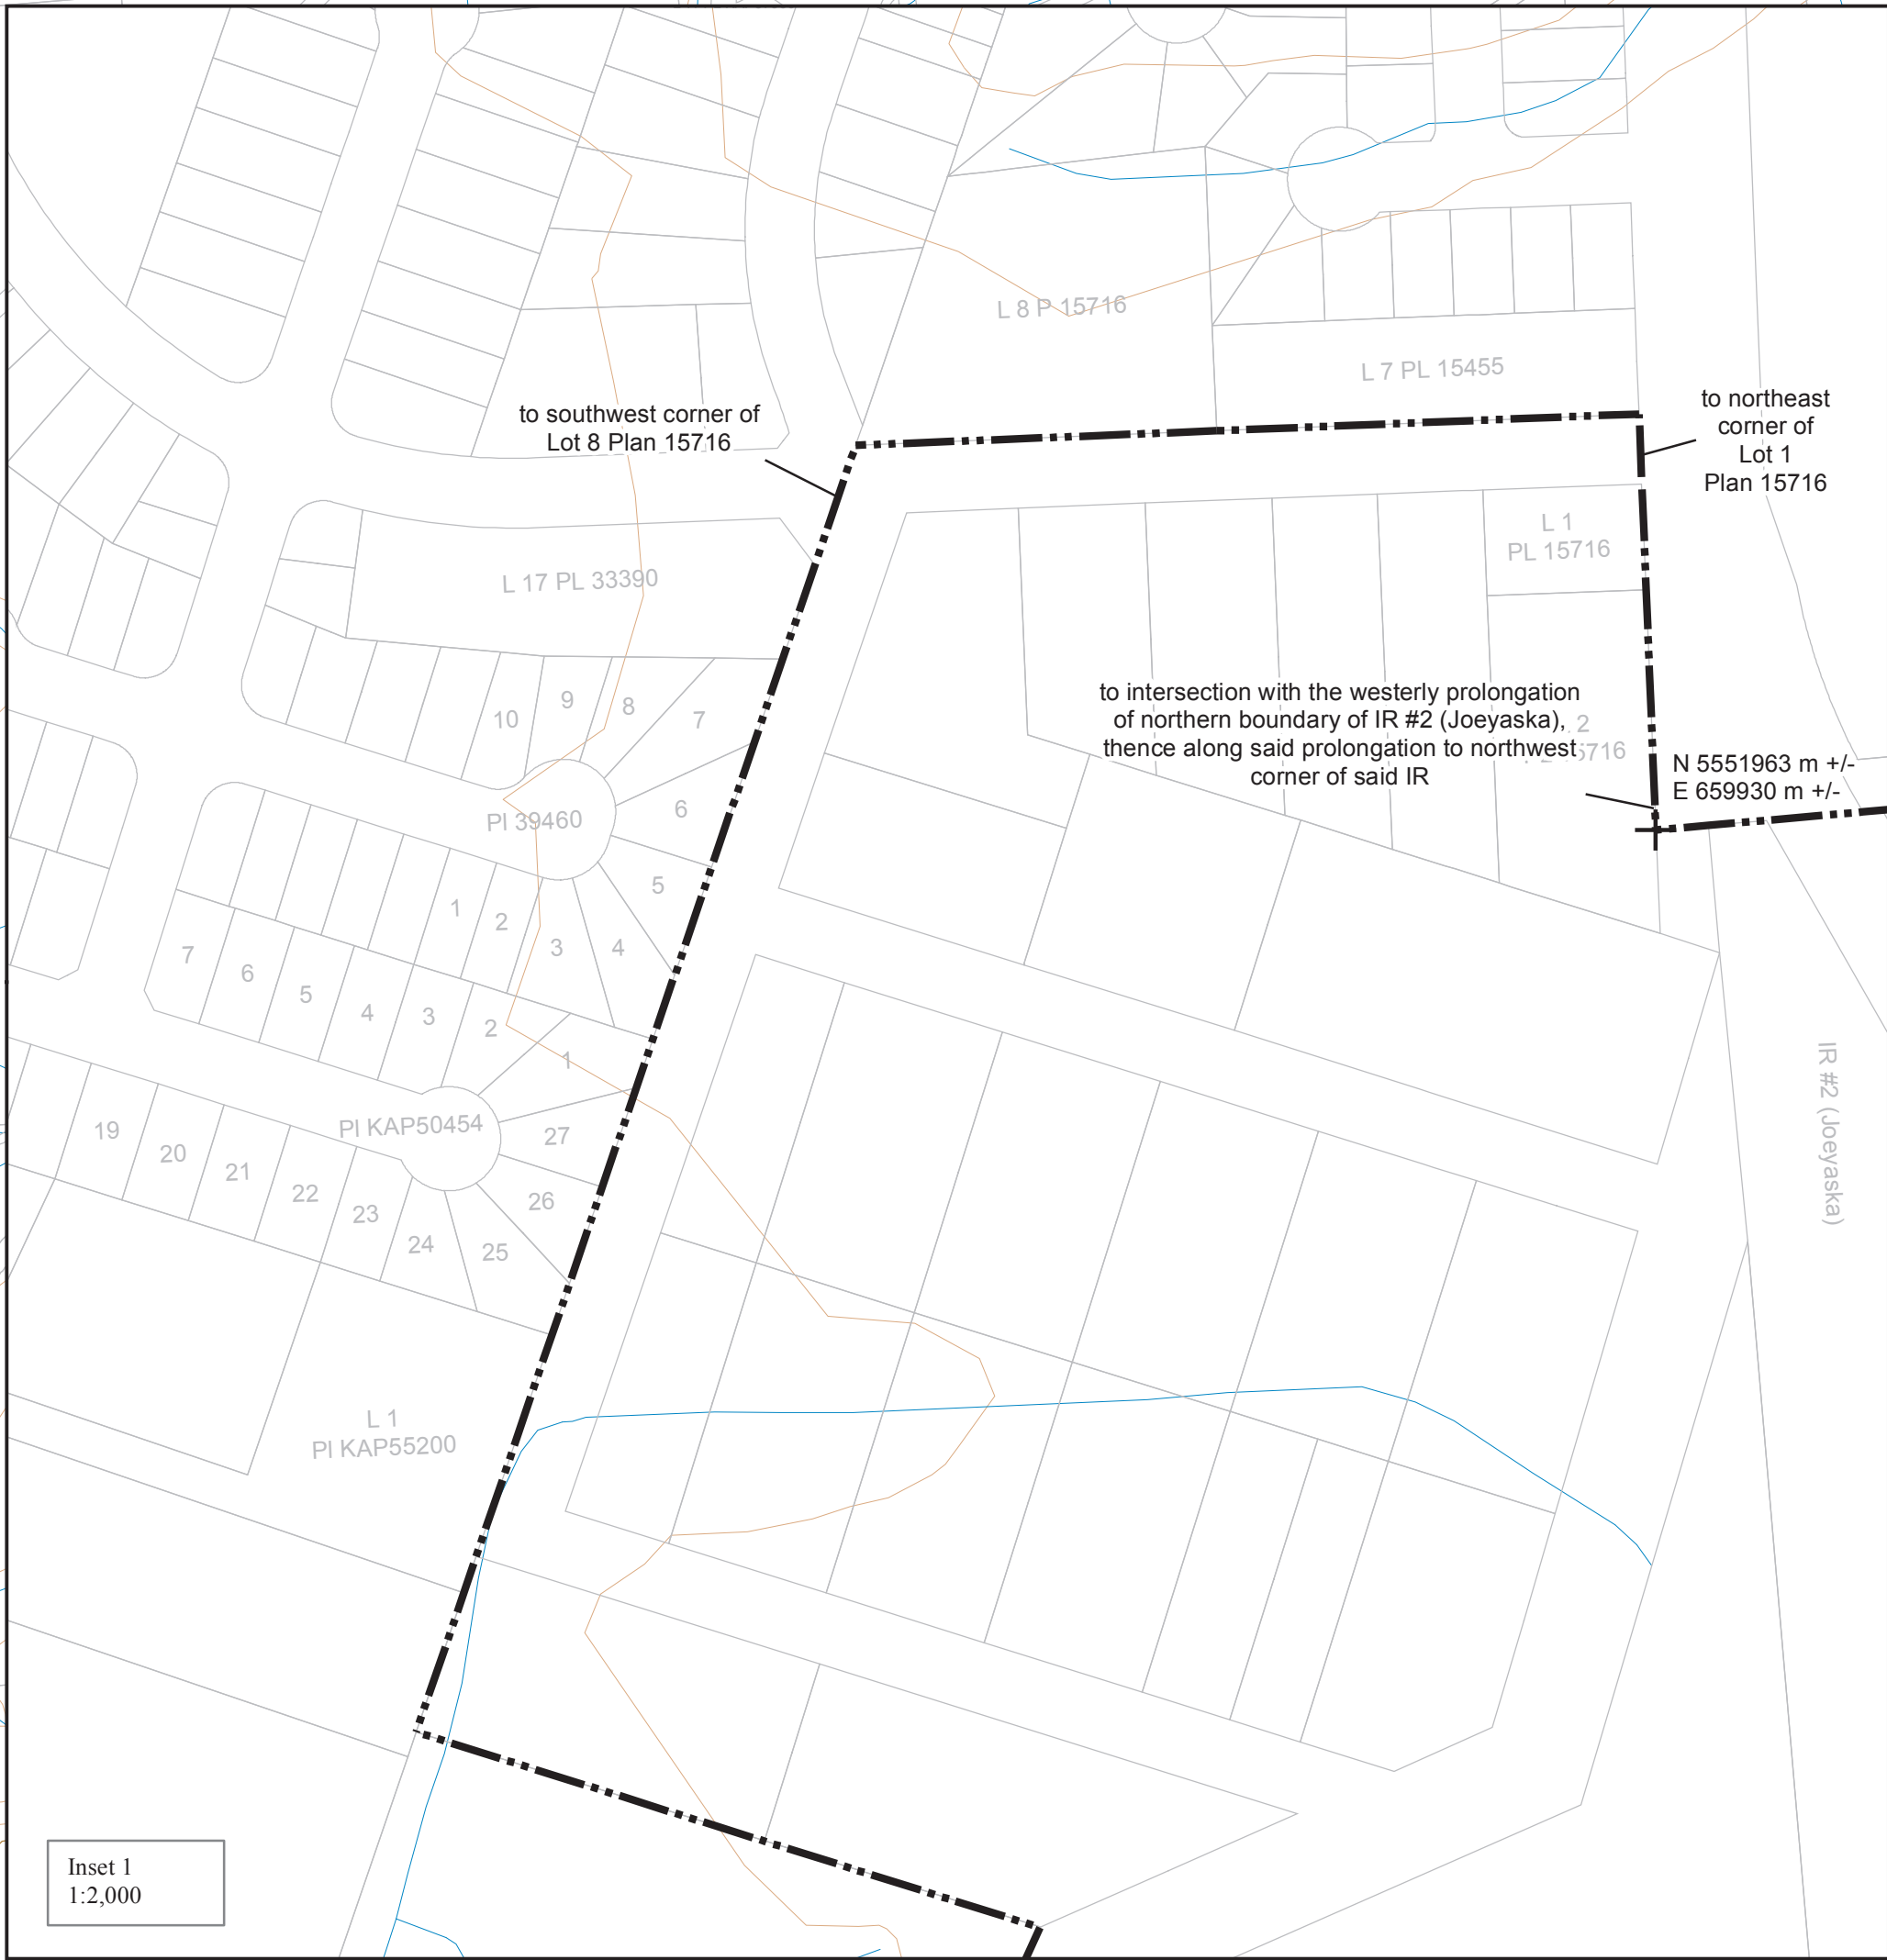 L 8 P 15716
L 7 PL 15455
to southwest corner of
Lot 8 Plan 15716
to northeast
corner of
Lot 1
Plan 15716
L 1
PL 15716
L 17 PL 33390
to intersection with the westerly prolongation
of northern boundary of IR #2 (Joeyaska),
thence along said prolongation to northwest
corner of said IR
2
5716
N 5551963 m +/-
E 659930 m +/-
10
9
8
7
6
5
4
3
2
1
Pl 39460
7
6
5
4
3
2
1
Pl KAP50454
19
20
21
22
23
24
25
26
27
IR #2 (Joeyaska)
L 1
Pl KAP55200
Inset 1
1:2,000